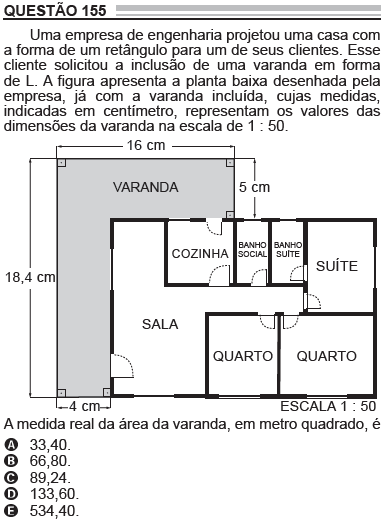 QUESTÃO 155
Uma empresa de engenharia projetou uma casa com
a forma de um retângulo para um de seus clientes. Esse
cliente solicitou a inclusão de uma varanda em forma
de L. A figura apresenta a planta baixa desenhada pela
empresa, já com a varanda incluída, cujas medidas,
indicadas em centímetro, representam os valores das
dimensões da varanda na escala de 1 : 50.
16 cm
VARANDA
5 cm
COZINHA
BANHO
SOCIAL
BANHO
SUÍTE
SUÍTE
18,4 cm
SALA
QUARTO
QUARTO
4 cm
ESCALA 1 : 50
A medida real da área da varanda, em metro quadrado, é
A 33,40.
B 66,80.
C 89,24.
D 133,60.
E 534,40.